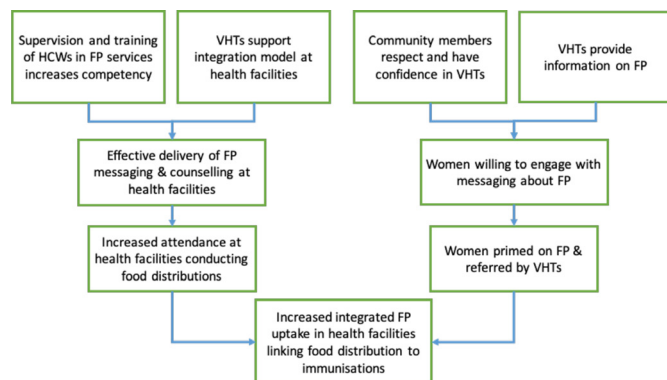 Supervision and training
of HCWs in FP services
increases competency
VHTs support
integration model at
health facilities
Community members
respect and have
confidence in VHTs
VHTs provide
information on FP
Effective delivery of FP
messaging & counselling at
health facilities
Women willing to engage with
messaging about FP
Increased attendance at
health facilities conducting
food distributions
Women primed on FP &
referred by VHTs
Increased integrated FP
uptake in health facilities
linking food distribution to
immunisations